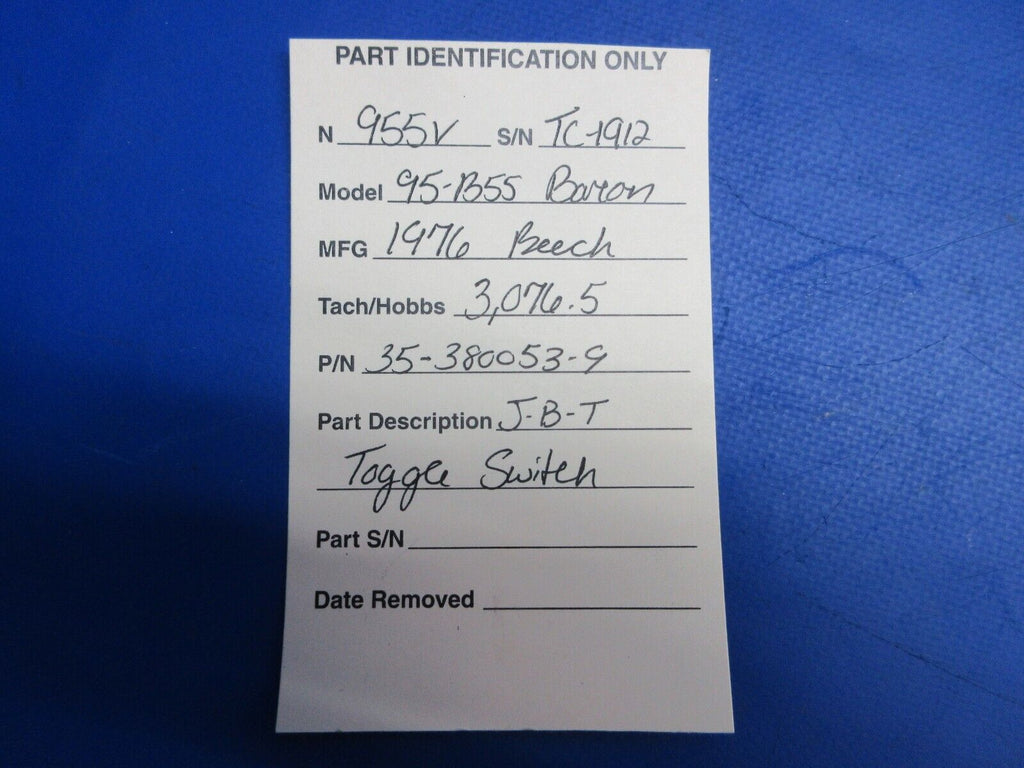 PART IDENTIFICATION ONLY
N 955V S/N TC-1912
Model 95-B55 Baron
MFG 1976 Beech
Tach/Hobbs 3,076.5
P/N 35-380053-9
Part Description J-B-T
Toggle Switch
Part S/N
Date Removed